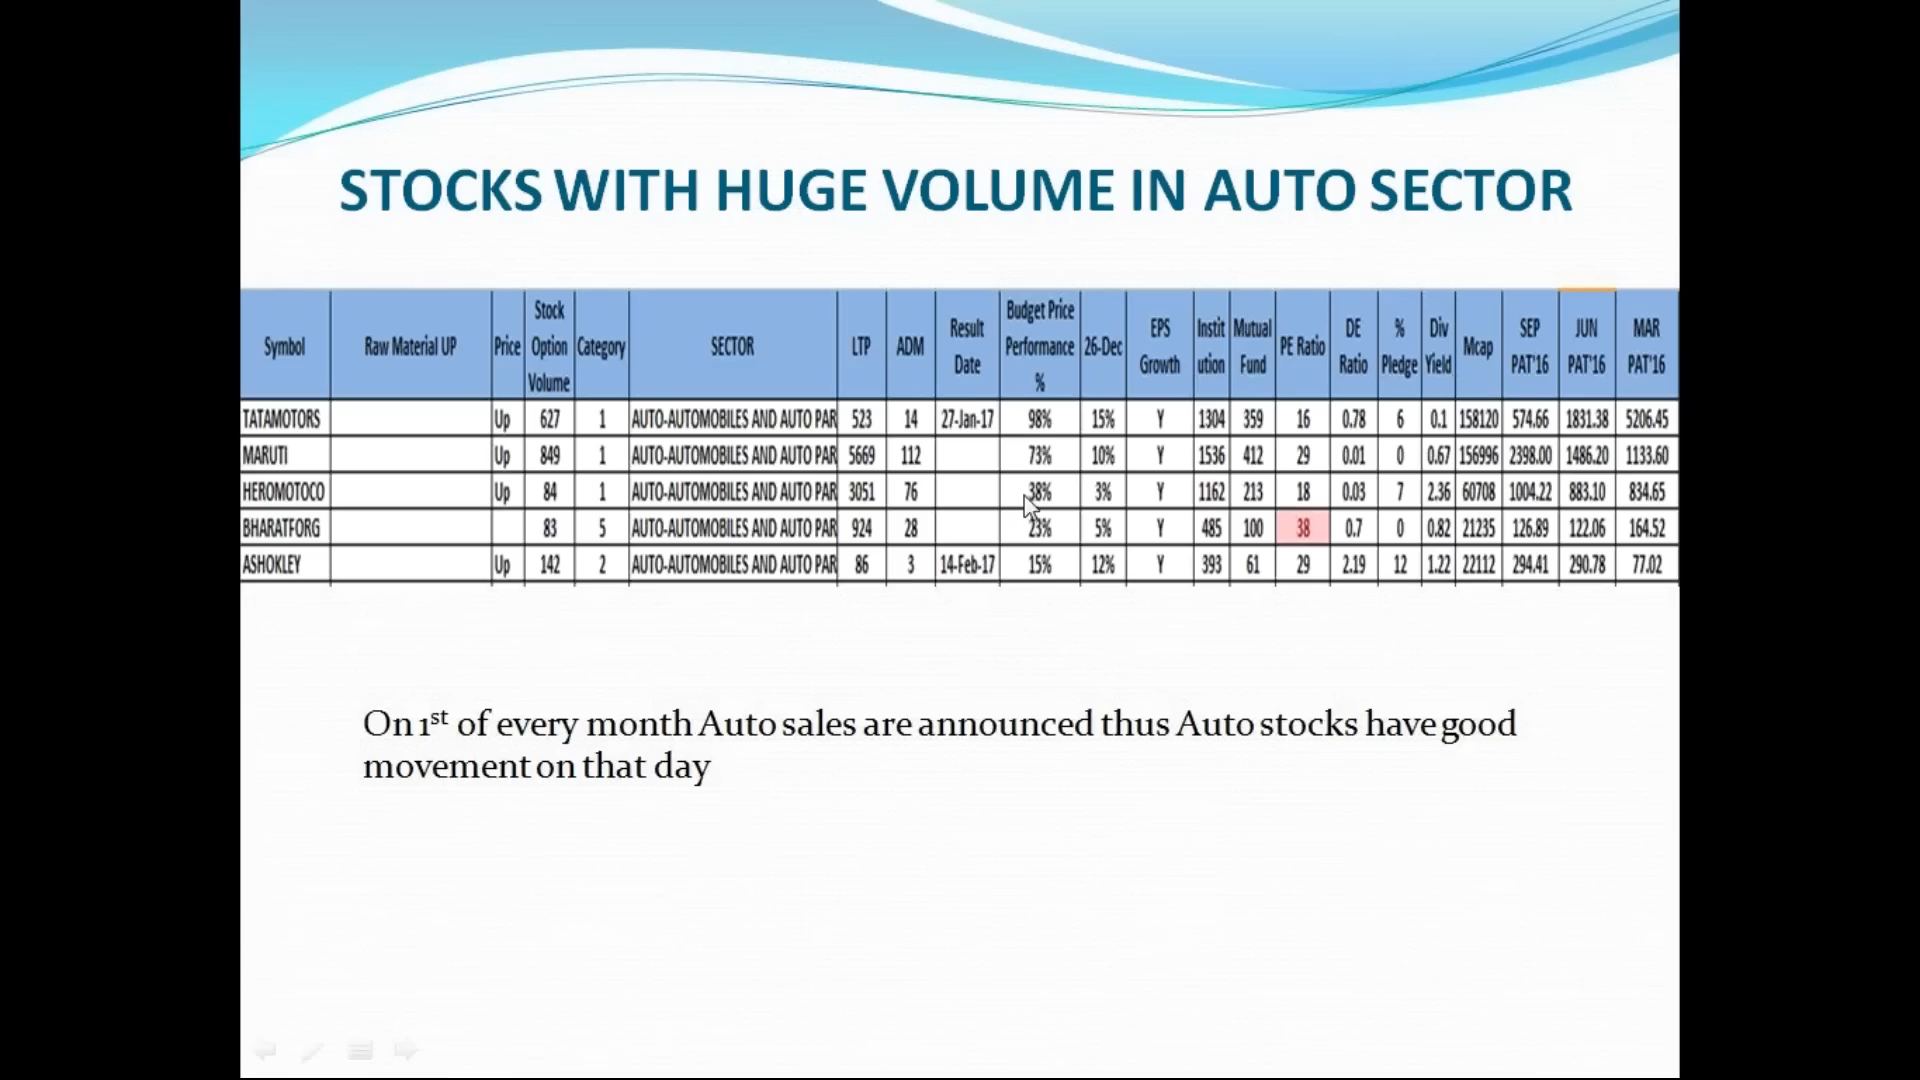 STOCKS WITH HUGE VOLUME IN AUTO SECTOR
Symbol Raw Material UP Price Stock Option Volume Category SECTOR LTP ADM Result Date Budget Price Performance % 26-Dec EPS Growth Instit ution Mutual Fund PE Ratio DE Ratio % Pledge Div Yield Mcap SEP PAT'16 JUN PAT'16 MAR PAT'16
TATAMOTORS Up 627 1 AUTO-AUTOMOBILES AND AUTO PAR 523 14 27-Jan-17 98% 15% Y 1304 359 16 0.78 6 0.1 158120 574.66 1831.38 5206.45
MARUTI Up 849 1 AUTO-AUTOMOBILES AND AUTO PAR 5669 112 73% 10% Y 1536 412 29 0.01 0 0.67 156996 2398.00 1486.20 1133.60
HEROMOTOCO Up 84 1 AUTO-AUTOMOBILES AND AUTO PAR 3051 76 38% 3% Y 1162 213 18 0.03 7 2.36 60708 1004.22 883.10 834.65
BHARATFORG 83 5 AUTO-AUTOMOBILES AND AUTO PAR 924 28 23% 5% Y 485 100 38 0.7 0 0.82 21235 126.89 122.06 164.52
ASHOKLEY Up 142 2 AUTO-AUTOMOBILES AND AUTO PAR 86 3 14-Feb-17 15% 12% Y 393 61 29 2.19 12 1.22 22112 294.41 290.78 77.02
On 1st of every month Auto sales are announced thus Auto stocks have good
movement on that day